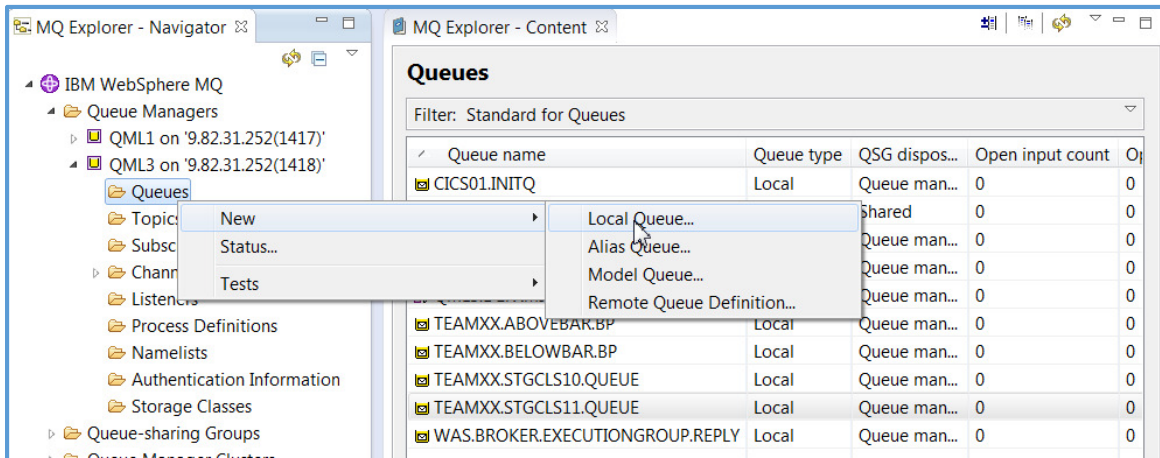 MQ Explorer - Navigator
IBM WebSphere MQ
Queue Managers
QML1 on '9.82.31.252(1417)'
QML3 on '9.82.31.252(1418)'
Queues
Topics
Subsc
Chann
Listeners
Process Definitions
Namelists
Authentication Information
Storage Classes
Queue-sharing Groups
New
Status...
Tests
Local Queue...
Alias Queue...
Model Queue...
Remote Queue Definition...
MQ Explorer - Content
Queues
Filter: Standard for Queues
Queue name Queue type QSG dispos... Open input count
CICS01.INITQ Local Queue man... 0 0
Shared 0 0
Queue man... 0 0
Queue man... 0 0
Queue man... 0 0
TEAMXX.ABOVEBAR.BP Local Queue man... 0 0
TEAMXX.BELOWBAR.BP Local Queue man... 0 0
TEAMXX.STGCLS10.QUEUE Local Queue man... 0 0
TEAMXX.STGCLS11.QUEUE Local Queue man... 0 0
WAS.BROKER.EXECUTIONGROUP.REPLY Local Queue man... 0 0